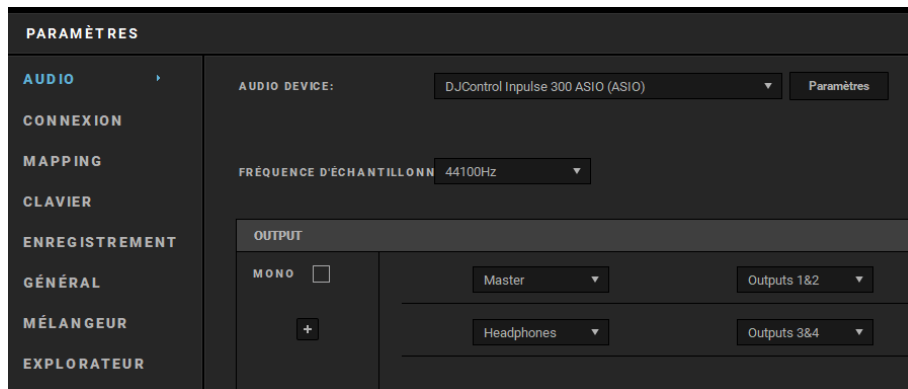 PARAMÈTRES
AUDIO
AUDIO DEVICE:
DJControl Inpulse 300 ASIO (ASIO)
Paramètres
CONNEXION
MAPPING
FRÉQUENCE D'ÉCHANTILLONN
44100Hz
CLAVIER
ENREGISTREMENT
OUTPUT
GÉNÉRAL
MONO
Master
Outputs 1&2
MÉLANGEUR
+
Headphones
Outputs 3&4
EXPLORATEUR